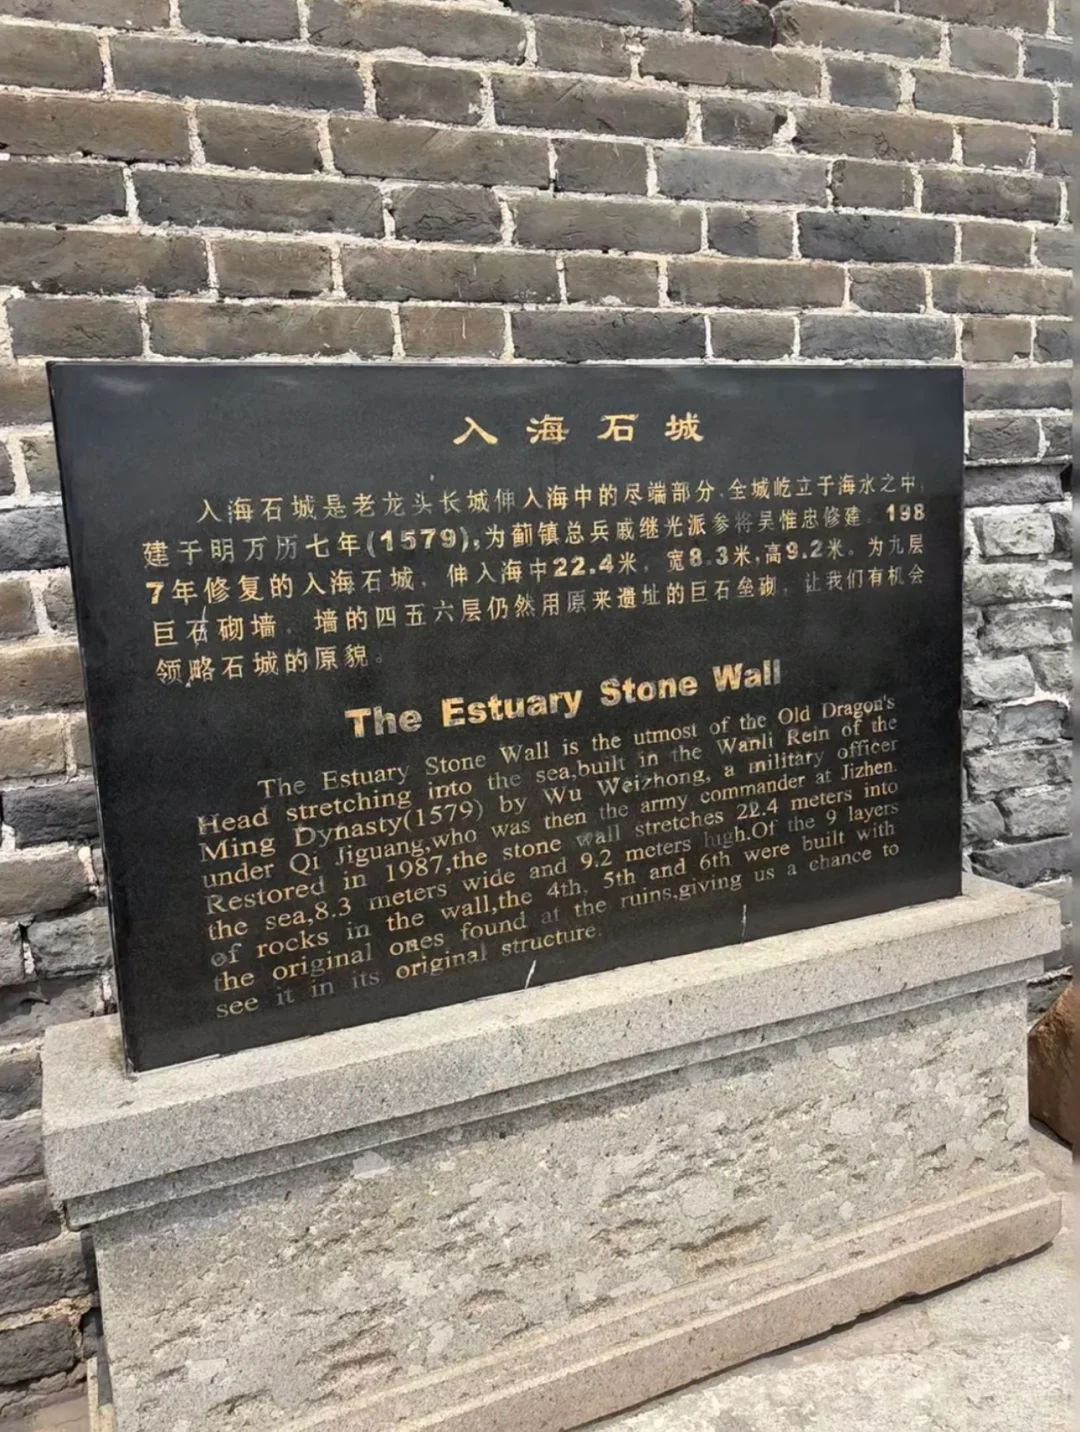 入海石城
入海石城是老龙头长城伸入海中的尽端部分,全城屹立于海水之中,
建于明万历七年(1579),为蓟镇总兵戚继光派参将吴惟忠修建。198
7年修复的入海石城，伸入海中22.4米，宽8.3米,高9.2米。为九层
巨石砌墙，墙的四五六层仍然用原来遗址的巨石垒砌，让我们有机会
领略石城的原貌。
The Estuary Stone Wall
The Estuary Stone Wall is the utmost of the Old Dragon's
Head stretching into the sea,built in the Wanli Rein of the
Ming Dynasty(1579) by Wu Weizhong, a military officer
under Qi Jiguang,who was then the army commander at Jizhen.
Restored in 1987,the stone wall stretches 22.4 meters into
the sea,8.3 meters wide and 9.2 meters high.Of the 9 layers
of rocks in the wall,the 4th, 5th and 6th were built with
the original ones found at the ruins,giving us a chance to
see it in its original structure.